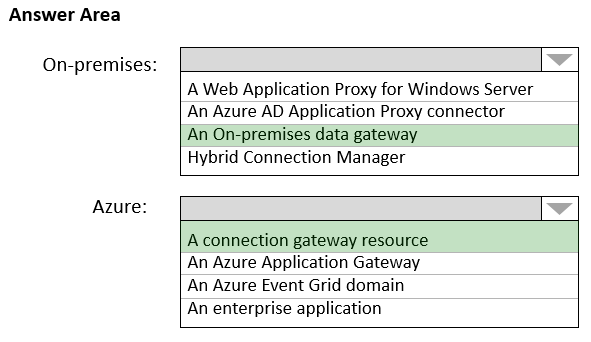 Answer Area
On-premises:
A Web Application Proxy for Windows Server
An Azure AD Application Proxy connector
An On-premises data gateway
Hybrid Connection Manager
Azure:
A connection gateway resource
An Azure Application Gateway
An Azure Event Grid domain
An enterprise application